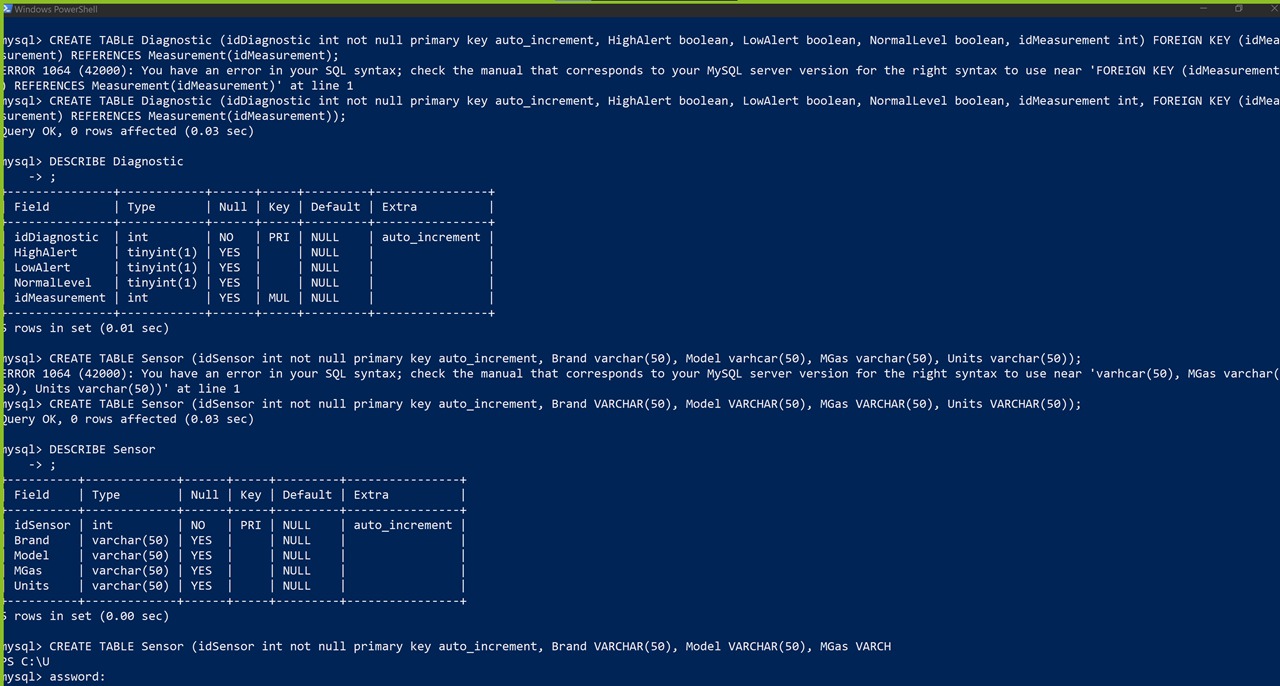 Windows PowerShell
mysql> CREATE TABLE Diagnostic (idDiagnostic int not null primary key auto_increment, HighAlert boolean, LowAlert boolean, NormalLevel boolean, idMeasurement int) FOREIGN KEY (idMea
surement) REFERENCES Measurement(idMeasurement);
ERROR 1064 (42000): You have an error in your SQL syntax; check the manual that corresponds to your MySQL server version for the right syntax to use near 'FOREIGN KEY (idMeasurement
) REFERENCES Measurement(idMeasurement)' at line 1
mysql> CREATE TABLE Diagnostic (idDiagnostic int not null primary key auto_increment, HighAlert boolean, LowAlert boolean, NormalLevel boolean, idMeasurement int, FOREIGN KEY (idMea
surement) REFERENCES Measurement(idMeasurement));
Query OK, 0 rows affected (0.03 sec)
mysql> DESCRIBE Diagnostic
-> ;
+---------------+------------+------+-----+---------+----------------+
| Field | Type | Null | Key | Default | Extra |
+---------------+------------+------+-----+---------+----------------+
| idDiagnostic | int | NO | PRI | NULL | auto_increment |
| HighAlert | tinyint(1) | YES | | NULL | |
| LowAlert | tinyint(1) | YES | | NULL | |
| NormalLevel | tinyint(1) | YES | | NULL | |
| idMeasurement | int | YES | MUL | NULL | |
+---------------+------------+------+-----+---------+----------------+
5 rows in set (0.01 sec)
mysql> CREATE TABLE Sensor (idSensor int not null primary key auto_increment, Brand varchar(50), Model varhcar(50), MGas varchar(50), Units varchar(50));
ERROR 1064 (42000): You have an error in your SQL syntax; check the manual that corresponds to your MySQL server version for the right syntax to use near 'varhcar(50), MGas varchar(
50), Units varchar(50))' at line 1
mysql> CREATE TABLE Sensor (idSensor int not null primary key auto_increment, Brand VARCHAR(50), Model VARCHAR(50), MGas VARCHAR(50), Units VARCHAR(50));
Query OK, 0 rows affected (0.03 sec)
mysql> DESCRIBE Sensor
-> ;
+----------+-------------+------+-----+---------+----------------+
| Field | Type | Null | Key | Default | Extra |
+----------+-------------+------+-----+---------+----------------+
| idSensor | int | NO | PRI | NULL | auto_increment |
| Brand | varchar(50) | YES | | NULL | |
| Model | varchar(50) | YES | | NULL | |
| MGas | varchar(50) | YES | | NULL | |
| Units | varchar(50) | YES | | NULL | |
+----------+-------------+------+-----+---------+----------------+
5 rows in set (0.00 sec)
mysql> CREATE TABLE Sensor (idSensor int not null primary key auto_increment, Brand VARCHAR(50), Model VARCHAR(50), MGas VARCH
PS C:\U
mysql> assword: